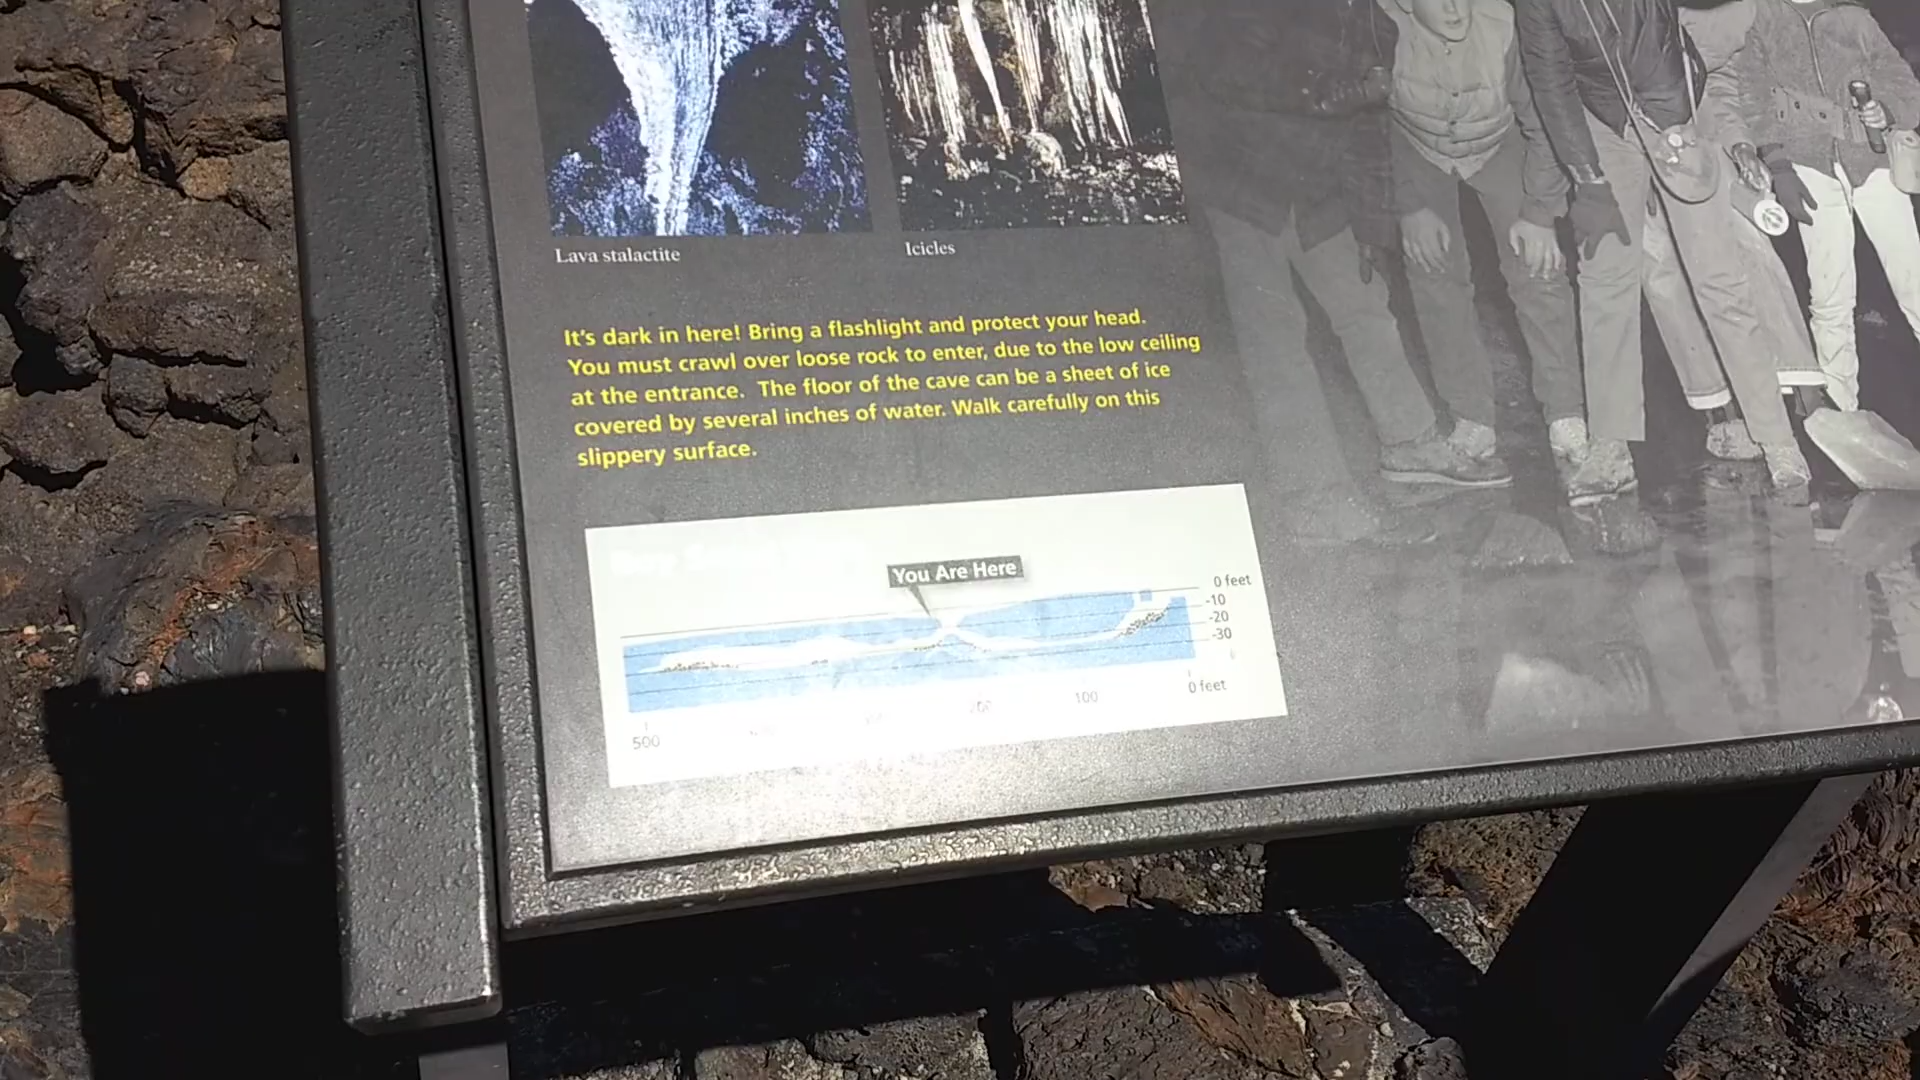 Lava stalactite
Icicles
It's dark in here! Bring a flashlight and protect your head.
You must crawl over loose rock to enter, due to the low ceiling
at the entrance. The floor of the cave can be a sheet of ice
covered by several inches of water. Walk carefully on this
slippery surface.
You Are Here
0 feet
-10
-20
-30
500
200
100
0 feet